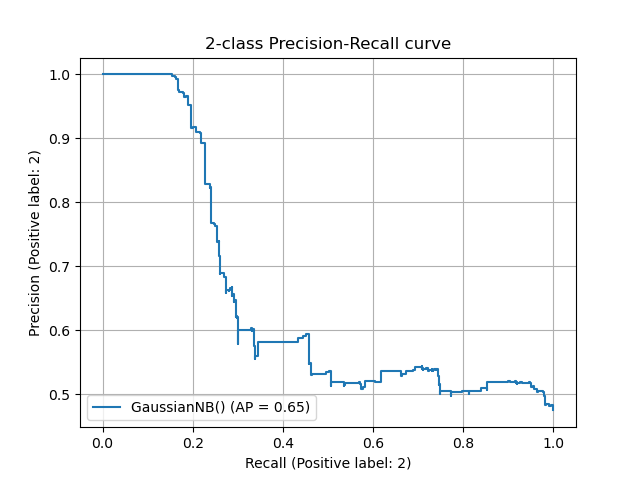 2-class Precision-Recall curve
Precision (Positive label: 2)
1.0
0.9
0.8
0.7
0.6
0.5
GaussianNB() (AP = 0.65)
0.0 0.2 0.4 0.6 0.8 1.0
Recall (Positive label: 2)